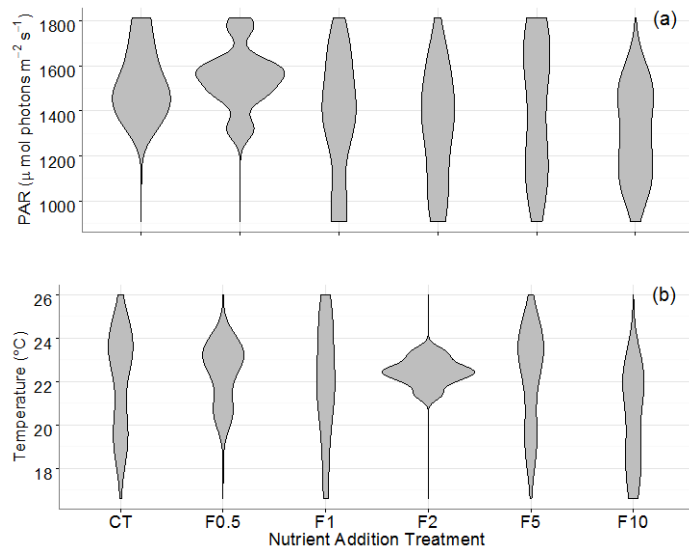 (a)
PAR (µ mol photons m⁻² s⁻¹)
1800
1600
1400
1200
1000
(b)
Temperature (°C)
26
24
22
20
18
CT F0.5 F1 F2 F5 F10
Nutrient Addition Treatment